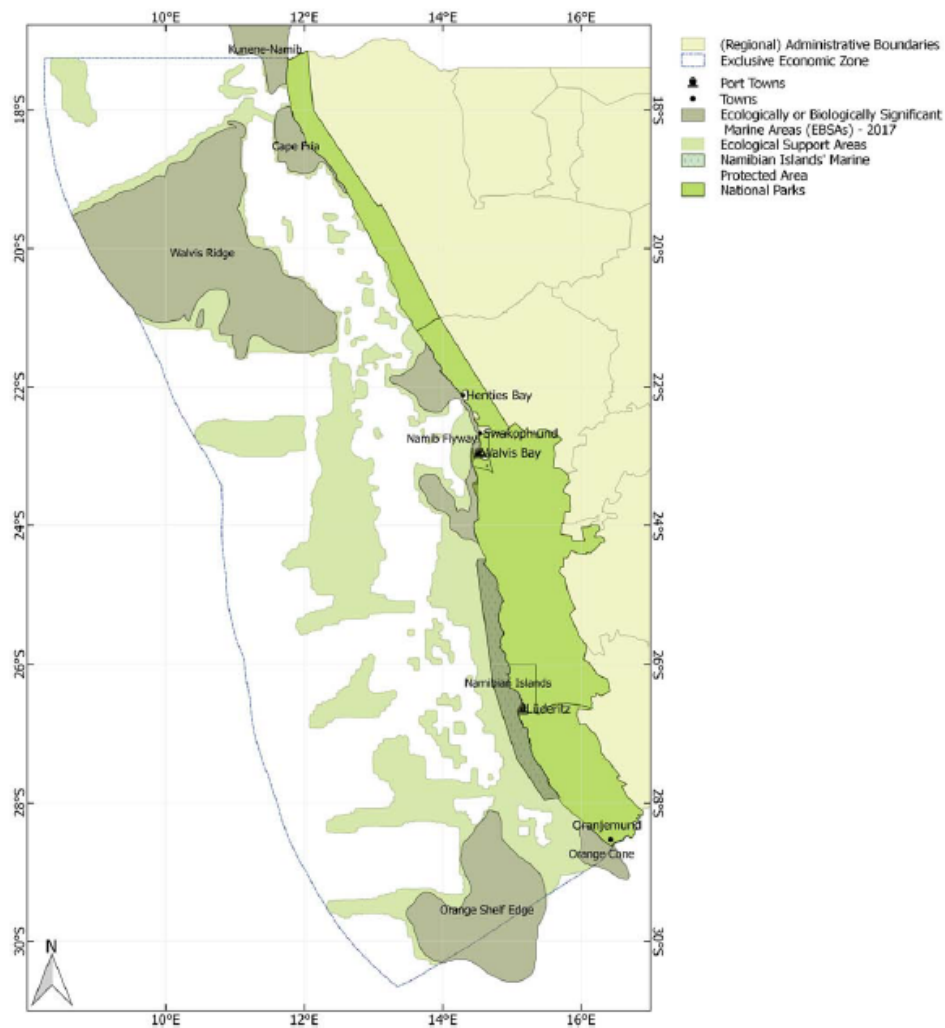 10°E
12°E
14°E
16°E
(Regional) Administrative Boundaries
Exclusive Economic Zone
Port Towns
Towns
Ecologically or Biologically Significant
Marine Areas (EBSAs) - 2017
Ecological Support Areas
Namibian Islands' Marine
Protected Area
National Parks
Kunene-Namib
18°S
18°S
Cape Fria
20°S
20°S
Walvis Ridge
22°S
22°S
Henties Bay
Namib Flyway
Swakopmund
Walvis Bay
24°S
24°S
26°S
26°S
Namibian Islands
Lüderitz
28°S
28°S
Oranjemund
Orange Cone
Orange Shelf Edge
30°S
30°S
N
10°E
12°E
14°E
16°E